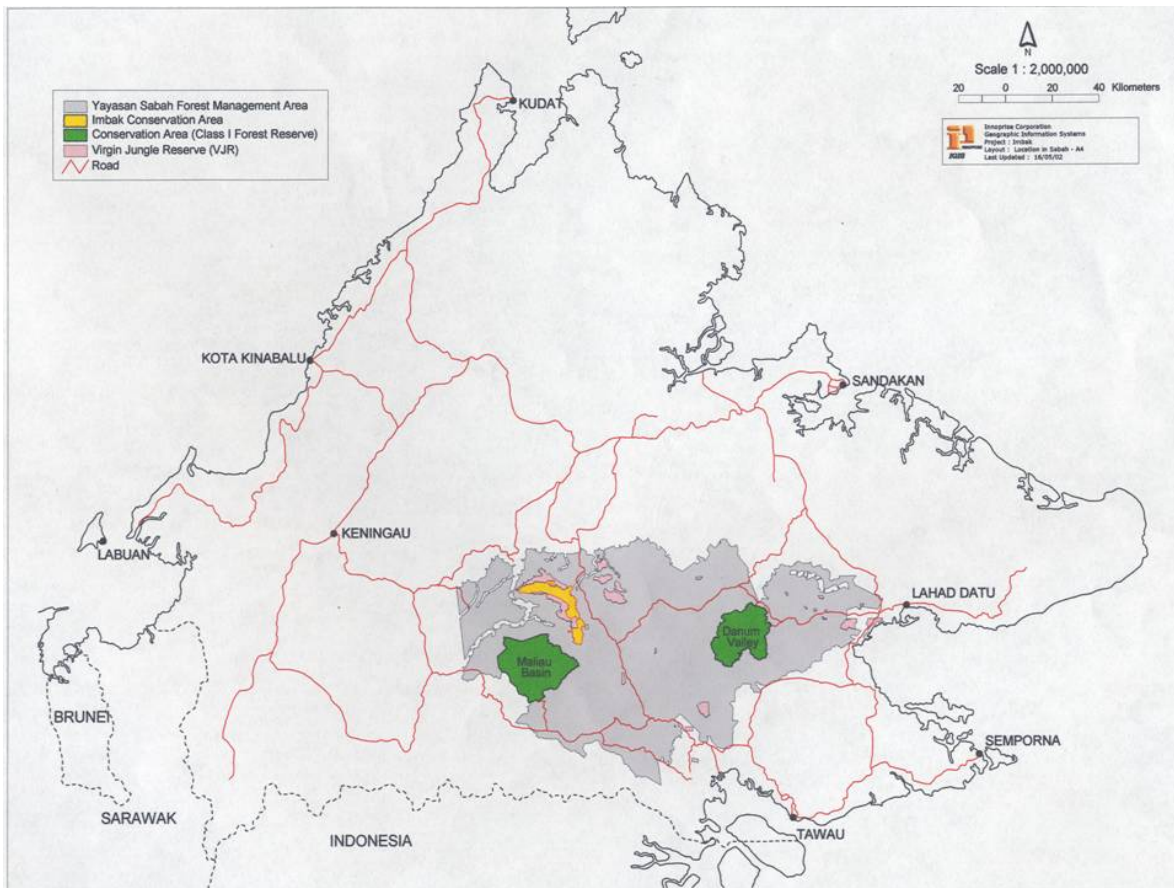 N
Scale 1 : 2,000,000
20 0 20 40 Kilometers
Innoprise Corporation
Geographic Information Systems
Project : Imbak
Layout : Location in Sabah - A4
Last Updated : 16/05/02
Yayasan Sabah Forest Management Area
Imbak Conservation Area
Conservation Area (Class I Forest Reserve)
Virgin Jungle Reserve (VJR)
Road
KUDAT
KOTA KINABALU
SANDAKAN
KENINGAU
LABUAN
LAHAD DATU
Danum
Valley
Maliau
Basin
BRUNEI
SEMPORNA
SARAWAK
TAWAU
INDONESIA